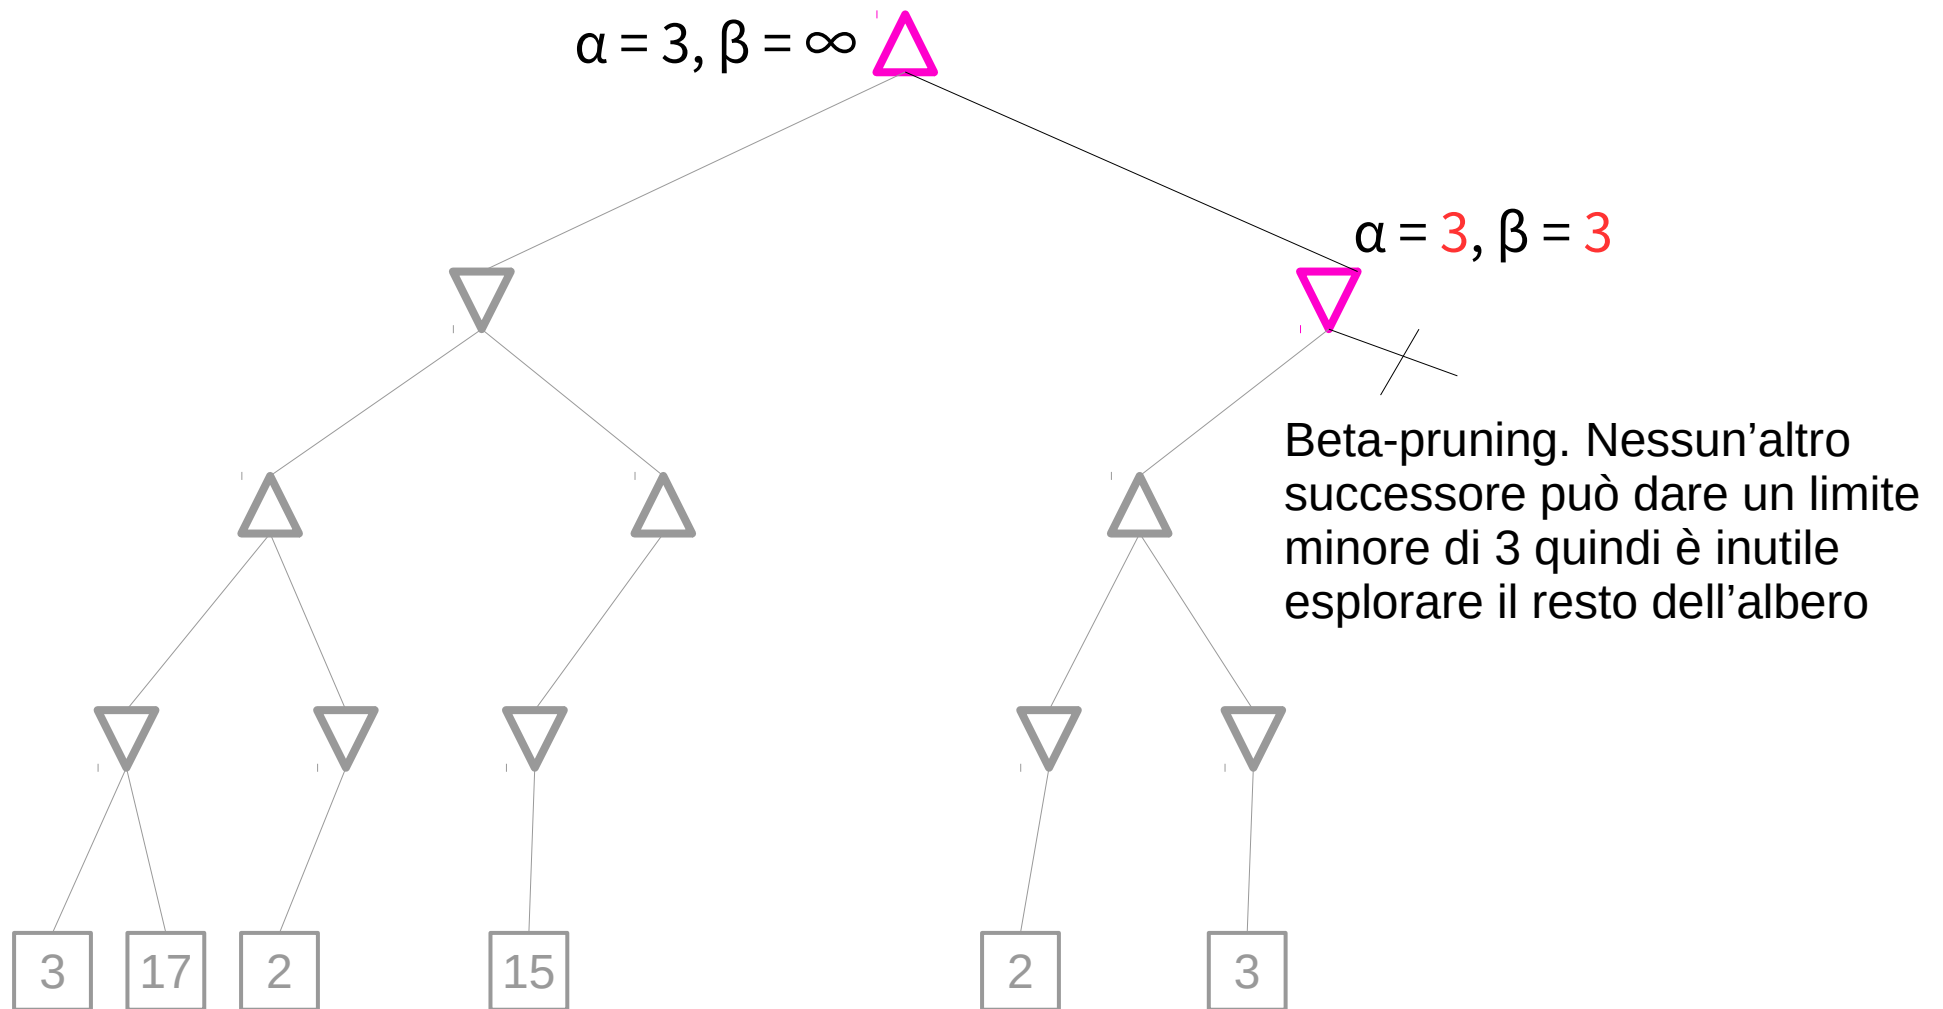 α = 3, β = ∞
α = 3, β = 3
Beta-pruning. Nessun’altro
successore può dare un limite
minore di 3 quindi è inutile
esplorare il resto dell’albero
3 17 2 15 2 3